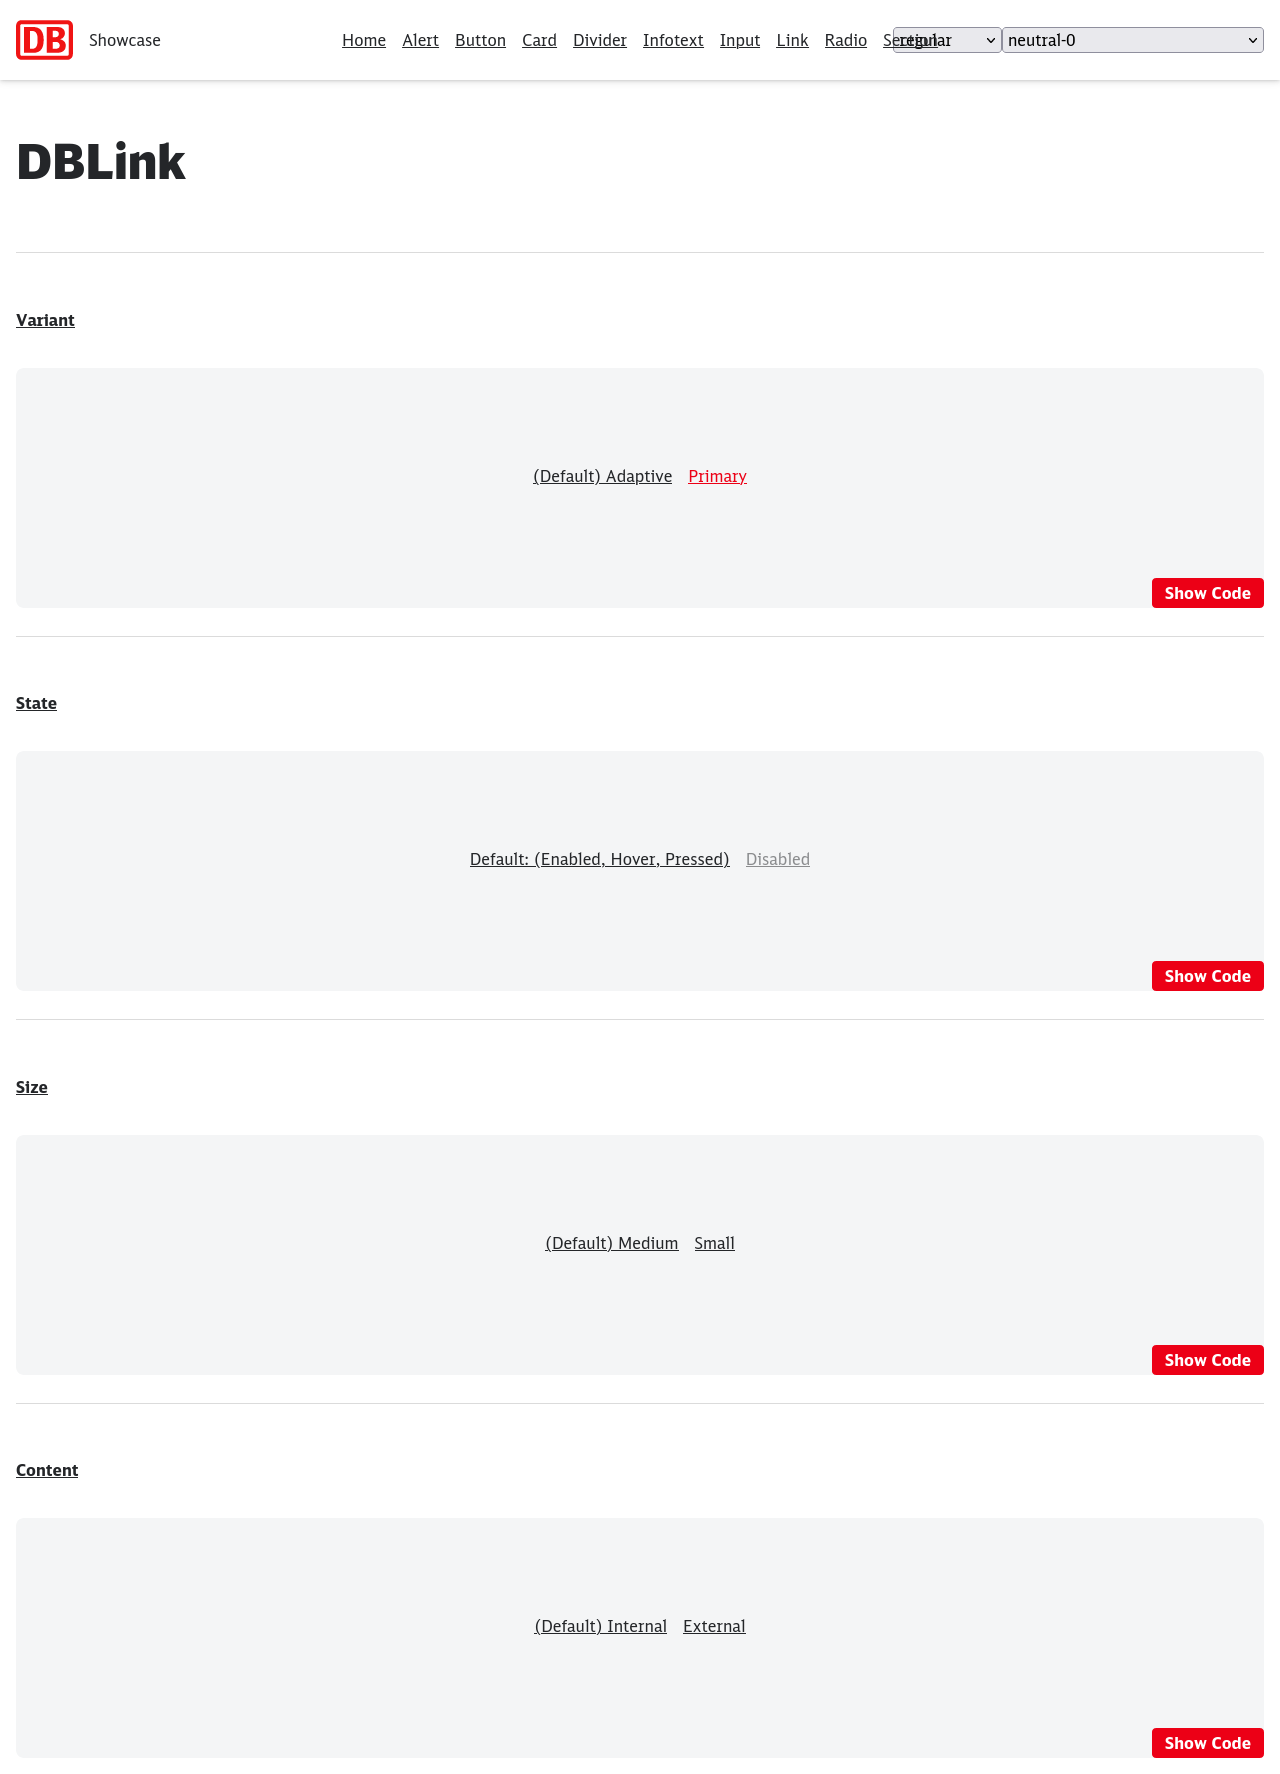 DB Showcase Home Alert Button Card Divider Infotext Input Link Radio Section regular neutral-0
DBLink
Variant
(Default) Adaptive Primary
Show Code
State
Default: (Enabled, Hover, Pressed) Disabled
Show Code
Size
(Default) Medium Small
Show Code
Content
(Default) Internal External
Show Code